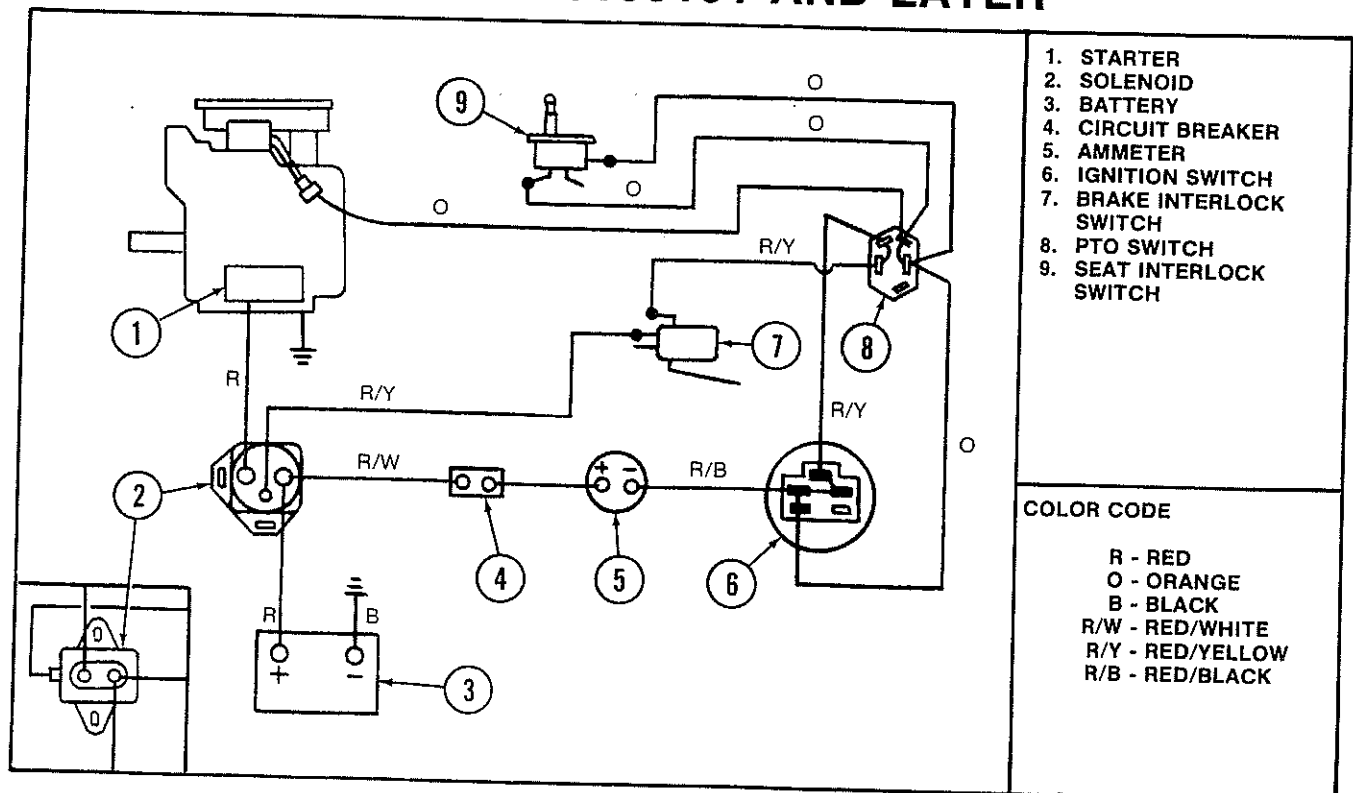 AND LATER
1. STARTER
2. SOLENOID
3. BATTERY
4. CIRCUIT BREAKER
5. AMMETER
6. IGNITION SWITCH
7. BRAKE INTERLOCK
SWITCH
8. PTO SWITCH
9. SEAT INTERLOCK
SWITCH
COLOR CODE
R - RED
O - ORANGE
B - BLACK
R/W - RED/WHITE
R/Y - RED/YELLOW
R/B - RED/BLACK
9
O
O
O
O
R/Y
1
7
8
R
R/Y
R/Y
O
2
R/W
+ -
R/B
4
5
6
R
B
+ -
3